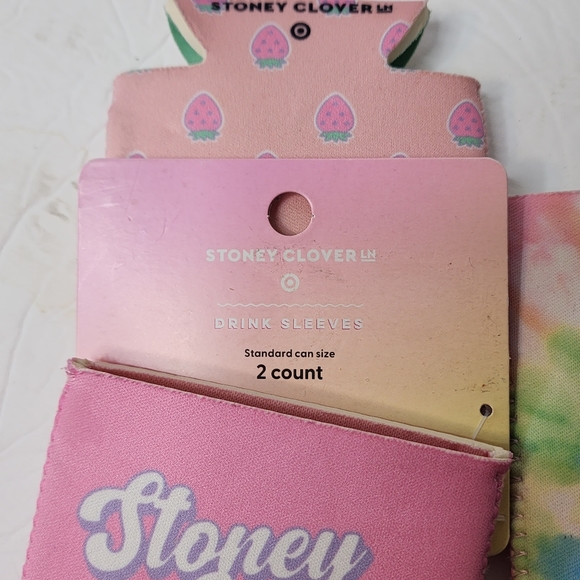 STONEY CLOVER LN
STONEY CLOVER LN
DRINK SLEEVES
Standard can size
2 count
Stoney